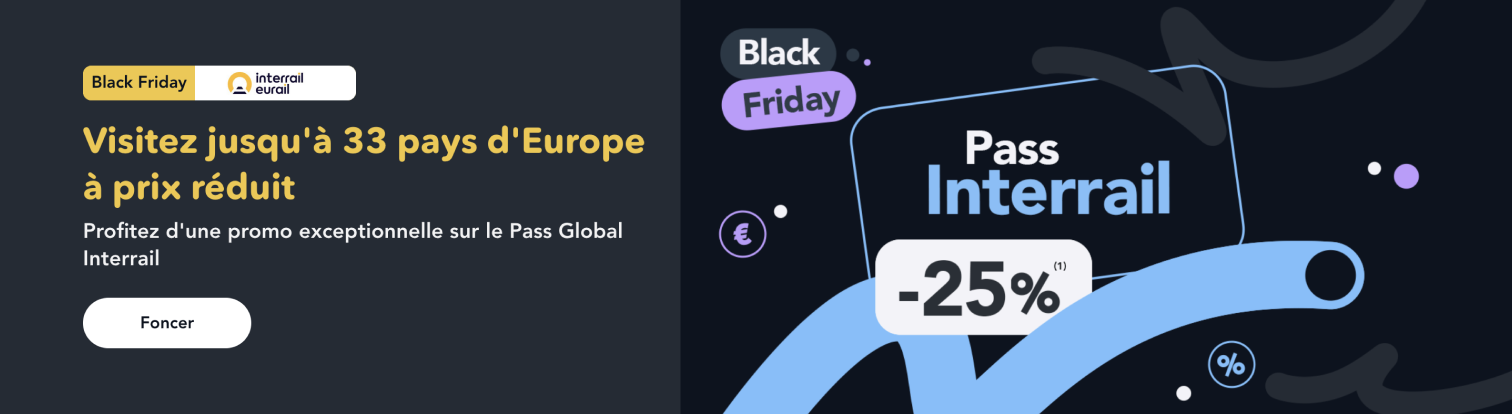 Black Friday
interrail
eurail
Visitez jusqu'à 33 pays d'Europe
à prix réduit
Profitez d'une promo exceptionnelle sur le Pass Global
Interrail
Foncer
Black
Friday
Pass
Interrail
€
-25%(1)
%